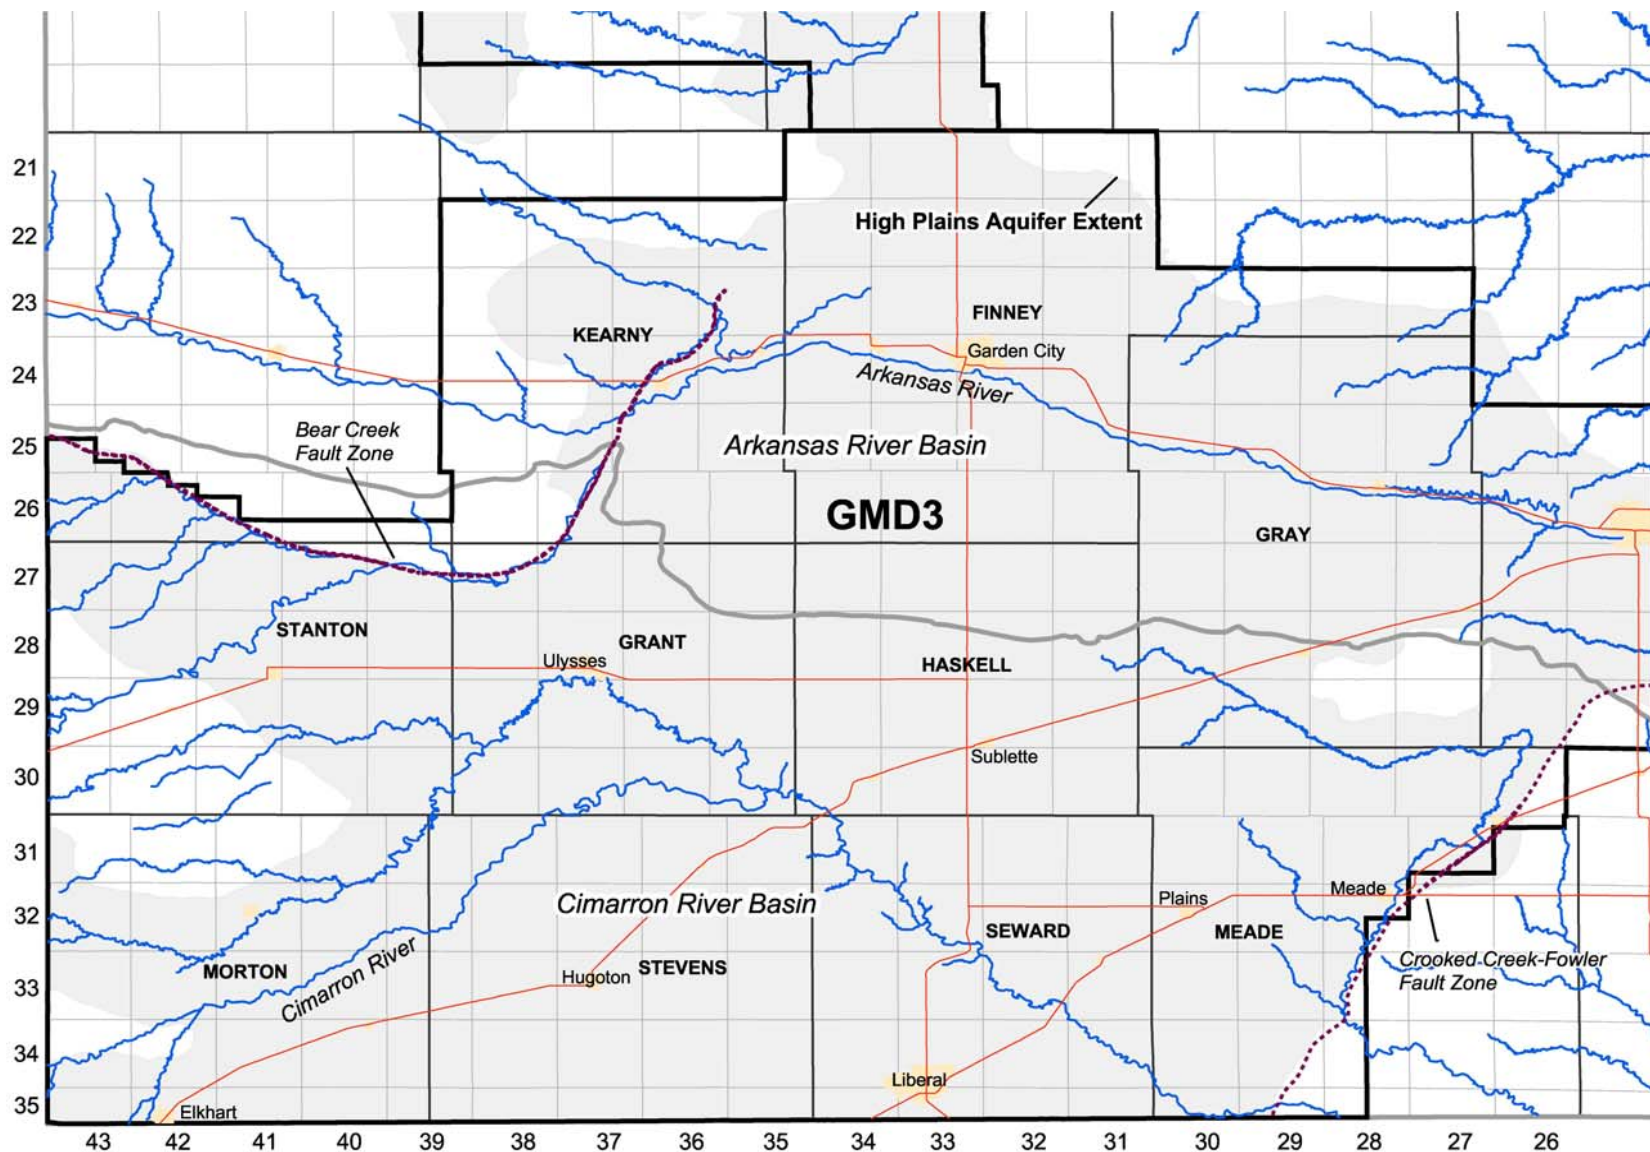 21
22
High Plains Aquifer Extent
23
FINNEY
KEARNY
Garden City
24
Arkansas River
Bear Creek
Fault Zone
25
Arkansas River Basin
26
GMD3
GRAY
27
STANTON
GRANT
28
Ulysses
HASKELL
29
30
Sublette
31
Meade
Plains
Cimarron River Basin
32
SEWARD
MEADE
Crooked Creek-Fowler
Fault Zone
MORTON
Cimarron River
Hugoton
STEVENS
33
34
Liberal
35
Elkhart
43 42 41 40 39 38 37 36 35 34 33 32 31 30 29 28 27 26